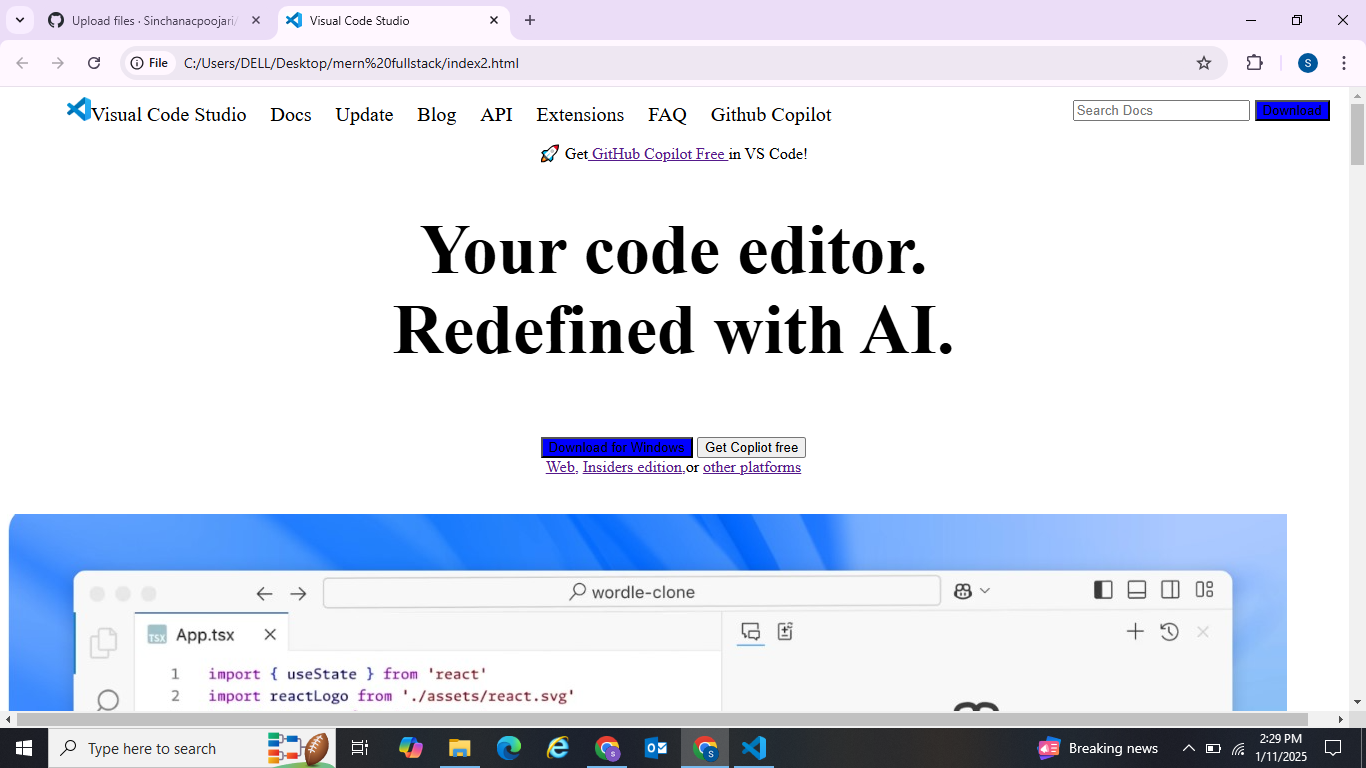 Upload files · Sinchanacpoojari/
Visual Code Studio
File
C:/Users/DELL/Desktop/mern%20fullstack/index2.html
S
Visual Code Studio Docs Update Blog API Extensions FAQ Github Copilot
Search Docs
Download
🚀 Get GitHub Copilot Free in VS Code!
Your code editor.
Redefined with AI.
Download for Windows Get Copliot free
Web, Insiders edition,or other platforms
wordle-clone
TSX App.tsx
1 import { useState } from 'react'
2 import reactLogo from './assets/react.svg'
Type here to search
S
S
Breaking news
2:29 PM
1/11/2025